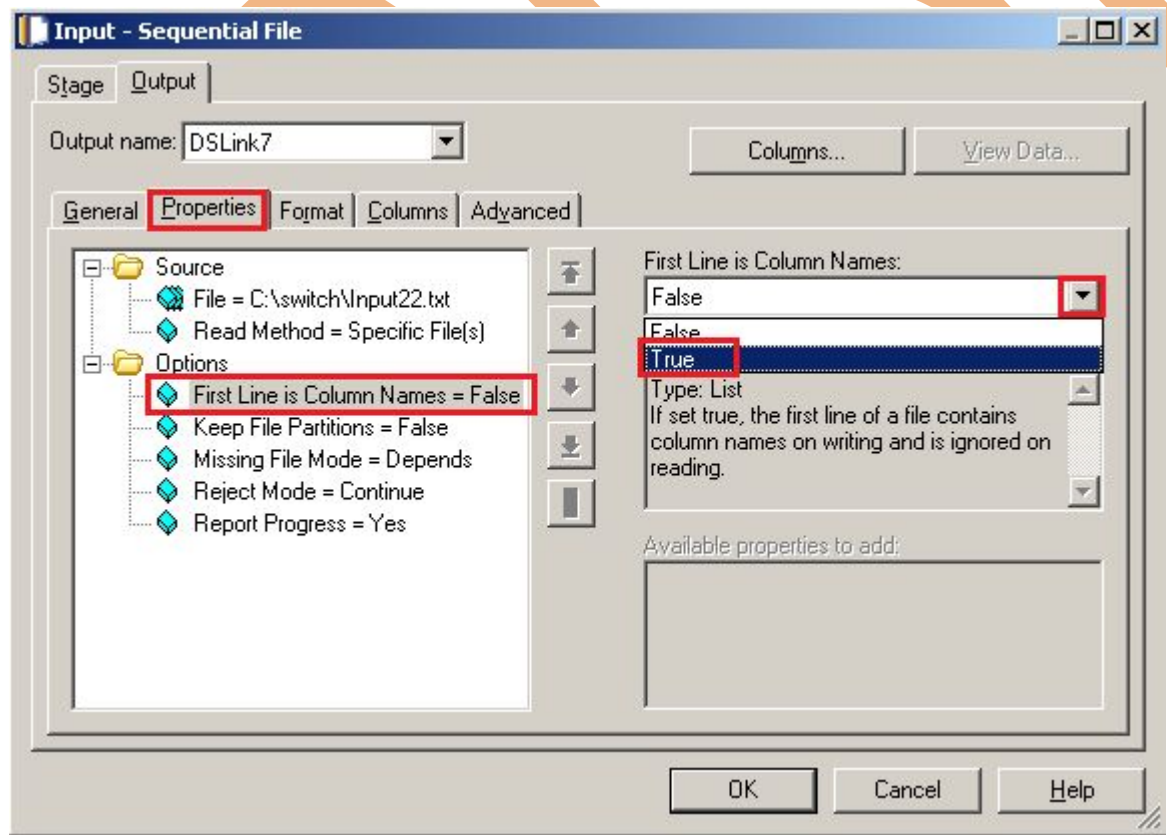 Input - Sequential File
Stage
Output
Output name: DSLink7
Columns...
View Data...
General
Properties
Format
Columns
Advanced
Source
File = C:\switch\Input22.txt
Read Method = Specific File(s)
Options
First Line is Column Names = False
Keep File Partitions = False
Missing File Mode = Depends
Reject Mode = Continue
Report Progress = Yes
First Line is Column Names:
False
False
True
Type: List
If set true, the first line of a file contains
column names on writing and is ignored on
reading.
Available properties to add:
OK
Cancel
Help